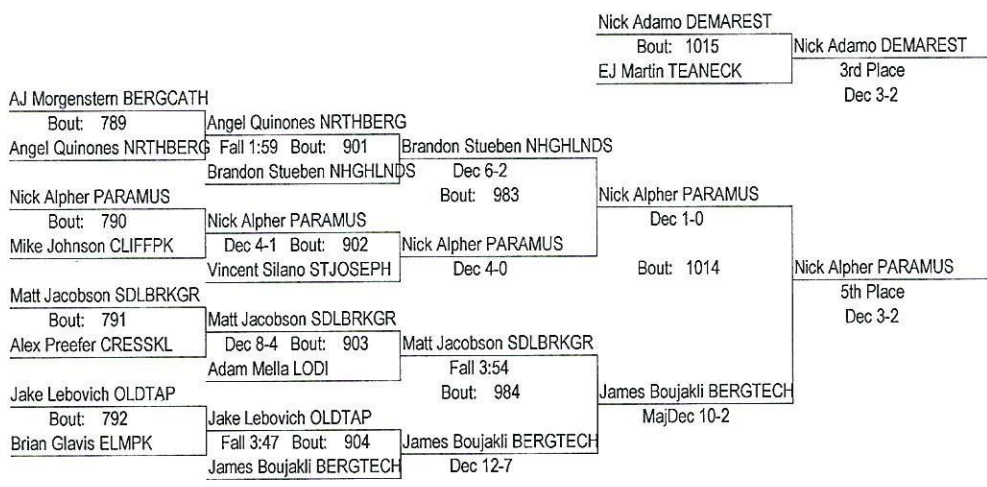 Nick Adamo DEMAREST
Bout: 1015
EJ Martin TEANECK
Nick Adamo DEMAREST
3rd Place
Dec 3-2
AJ Morgenstern BERGCATH
Bout: 789
Angel Quinones NRTHBERG
Nick Alpher PARAMUS
Bout: 790
Mike Johnson CLIFFPK
Matt Jacobson SDLBRKGR
Bout: 791
Alex Preefer CRESSKL
Jake Lebovich OLDTAP
Bout: 792
Brian Glavis ELMPK
Angel Quinones NRTHBERG
Fall 1:59 Bout: 901
Brandon Stueben NHGHLNDS
Nick Alpher PARAMUS
Dec 4-1 Bout: 902
Vincent Silano STJOSEPH
Matt Jacobson SDLBRKGR
Dec 8-4 Bout: 903
Adam Mella LODI
Jake Lebovich OLDTAP
Fall 3:47 Bout: 904
James Boujakli BERGTECH
Brandon Stueben NHGHLNDS
Dec 6-2
Bout: 983
Nick Alpher PARAMUS
Dec 4-0
Matt Jacobson SDLBRKGR
Fall 3:54
Bout: 984
James Boujakli BERGTECH
Dec 12-7
Nick Alpher PARAMUS
Dec 1-0
Bout: 1014
James Boujakli BERGTECH
MajDec 10-2
Nick Alpher PARAMUS
5th Place
Dec 3-2